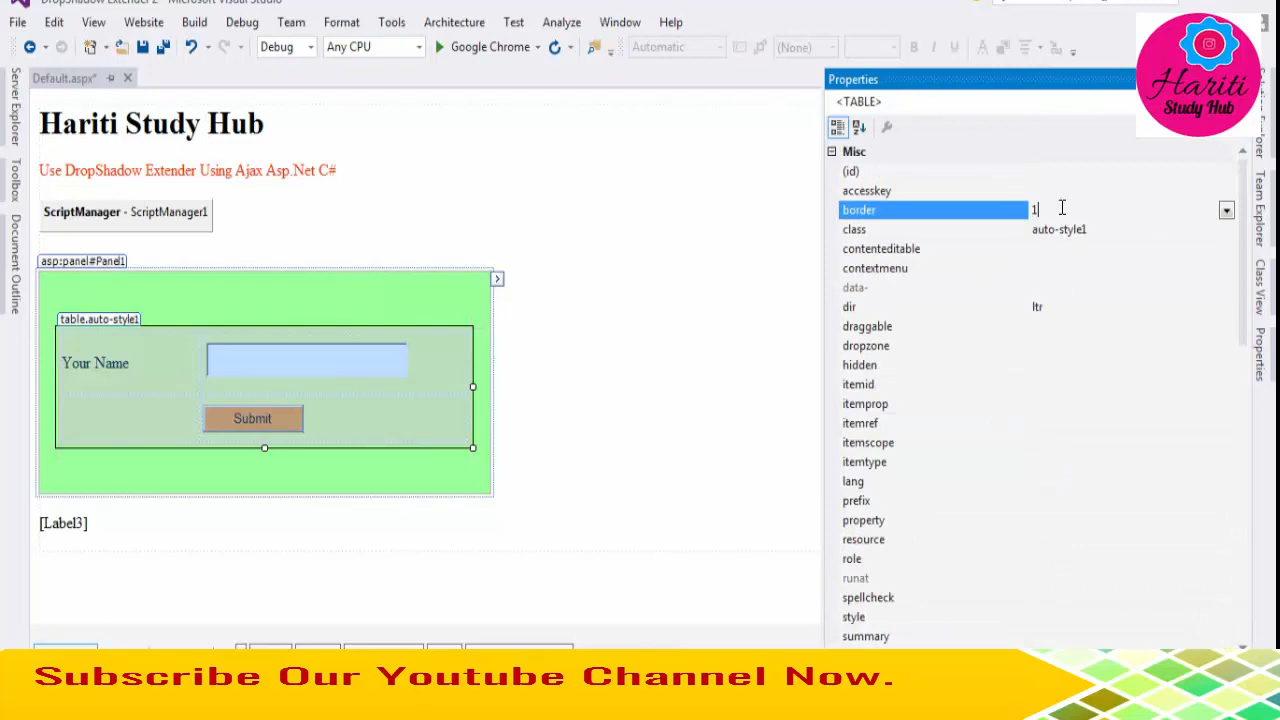 DropShadow Extender 2 - Microsoft Visual Studio
File Edit View Website Build Debug Team Format Tools Architecture Test Analyze Window Help
Debug Any CPU Google Chrome Automatic (None) B I U A
Default.aspx*
Server Explorer
Toolbox
Document Outline
Hariti Study Hub
Use DropShadow Extender Using Ajax Asp.Net C#
ScriptManager - ScriptManager1
asp:panel#Panel1
table.auto-style1
Your Name
Submit
[Label3]
Properties
<TABLE>
Misc
(id)
accesskey
border 1
class auto-style1
contenteditable
contextmenu
data-
dir ltr
draggable
dropzone
hidden
itemid
itemprop
itemref
itemscope
itemtype
lang
prefix
property
resource
role
runat
spellcheck
style
summary
Hariti
Study Hub
Team Explorer
Class View
Properties
Subscribe Our Youtube Channel Now.